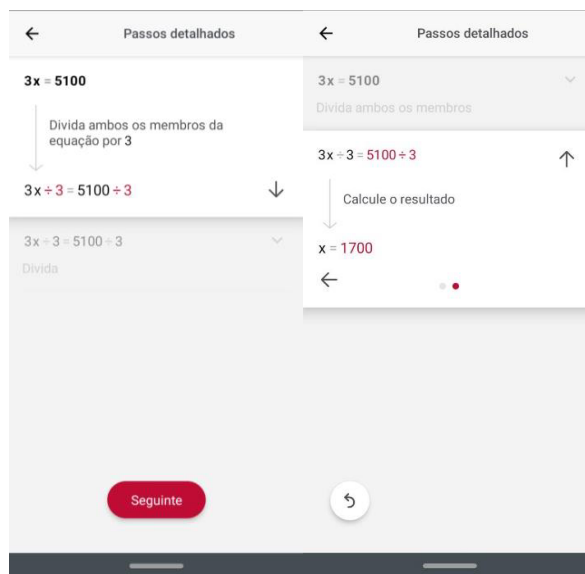 Passos detalhados
3x = 5100
Divida ambos os membros da
equação por 3
3x ÷ 3 = 5100 ÷ 3
3x ÷ 3 = 5100 ÷ 3
Divida
Seguinte
Passos detalhados
3x = 5100
Divida ambos os membros
3x ÷ 3 = 5100 ÷ 3
Calcule o resultado
x = 1700